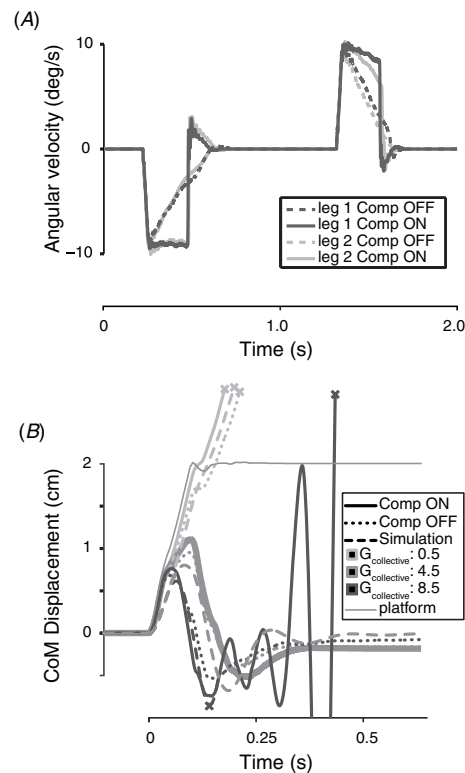 (A)
Angular velocity (deg/s)
10
0
−10
leg 1 Comp OFF
leg 1 Comp ON
leg 2 Comp OFF
leg 2 Comp ON
0 1.0 2.0
Time (s)
(B)
CoM Displacement (cm)
2
1
0
Comp ON
Comp OFF
Simulation
Gcollective: 0.5
Gcollective: 4.5
Gcollective: 8.5
platform
0 0.25 0.5
Time (s)